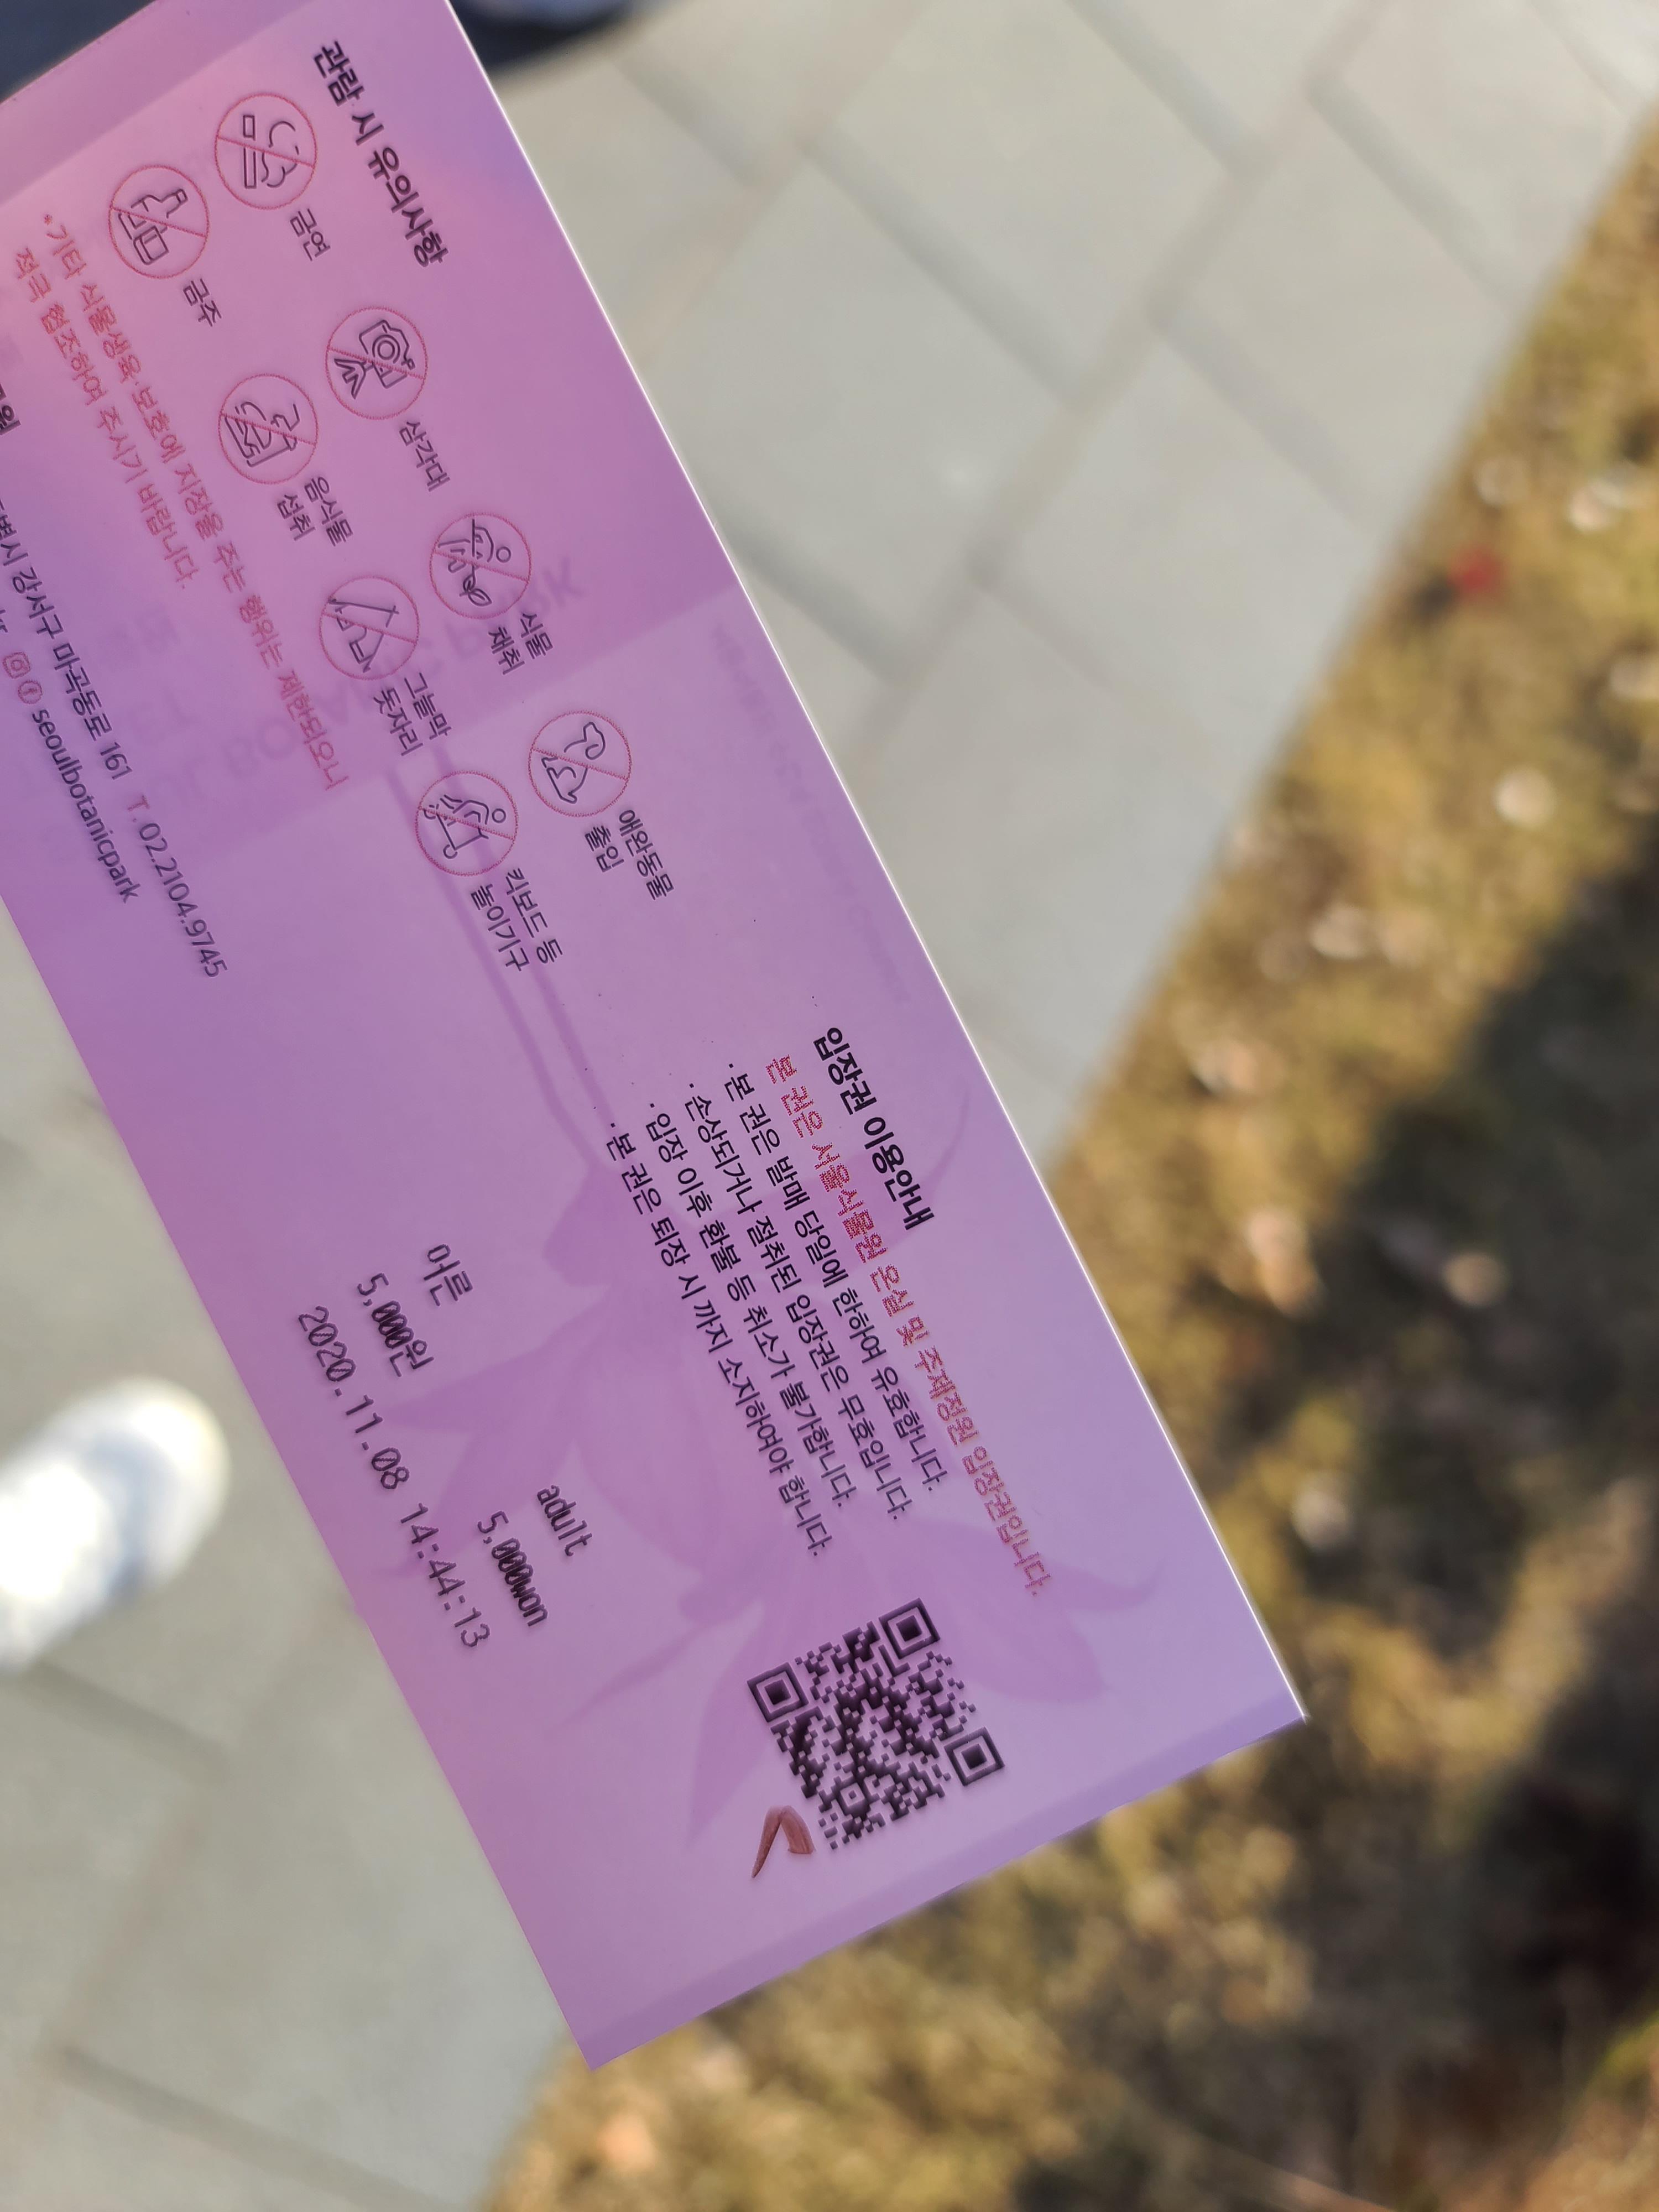 관람 시 유의사항
금연
삼각대
식물
채취
애완동물
출입
금주
음식물
섭취
그늘막
돗자리
킥보드 등
놀이기구
*기타 식물생육·보호에 지장을 주는 행위는 제한되오니
적극 협조하여 주시기 바랍니다.
강서구 마곡동로 161 T. 02.2104.9745
seoulbotanicpark
입장권 이용안내
본 권은 서울식물원 온실 및 주제정원 입장권입니다.
· 본 권은 발매 당일에 한하여 유효합니다.
· 손상되거나 절취된 입장권은 무효입니다.
· 입장 이후 환불 등 취소가 불가합니다.
· 본 권은 퇴장 시 까지 소지하여야 합니다.
어른 adult
5,000원 5,000won
2020.11.08 14:44:13